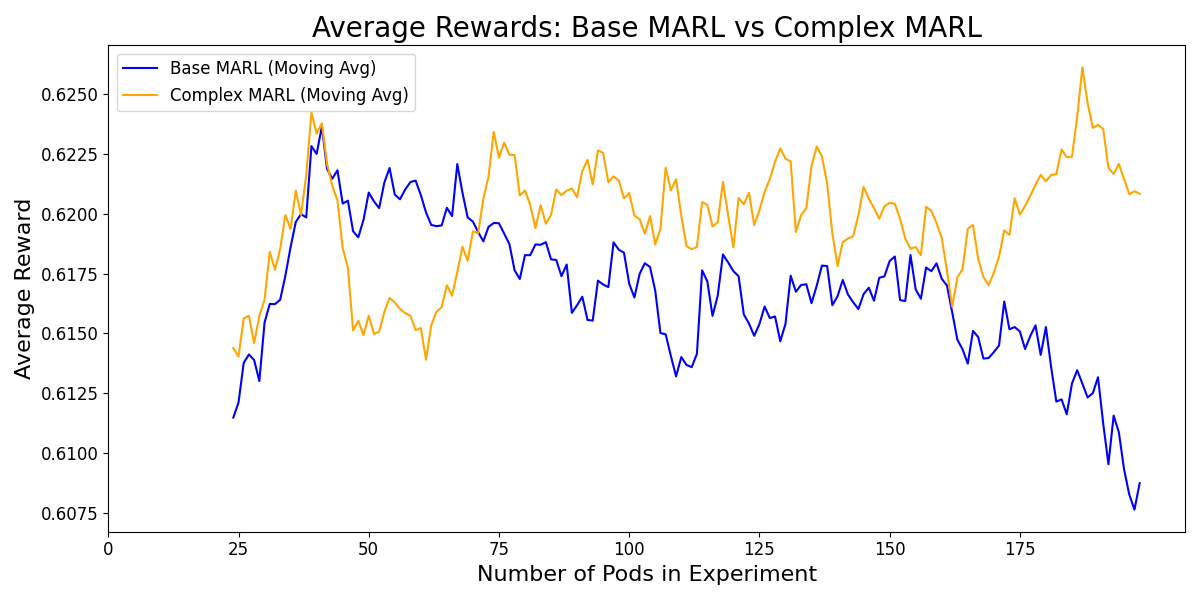 Average Rewards: Base MARL vs Complex MARL
Base MARL (Moving Avg)
Complex MARL (Moving Avg)
Average Reward
0.6250
0.6225
0.6200
0.6175
0.6150
0.6125
0.6100
0.6075
0 25 50 75 100 125 150 175
Number of Pods in Experiment